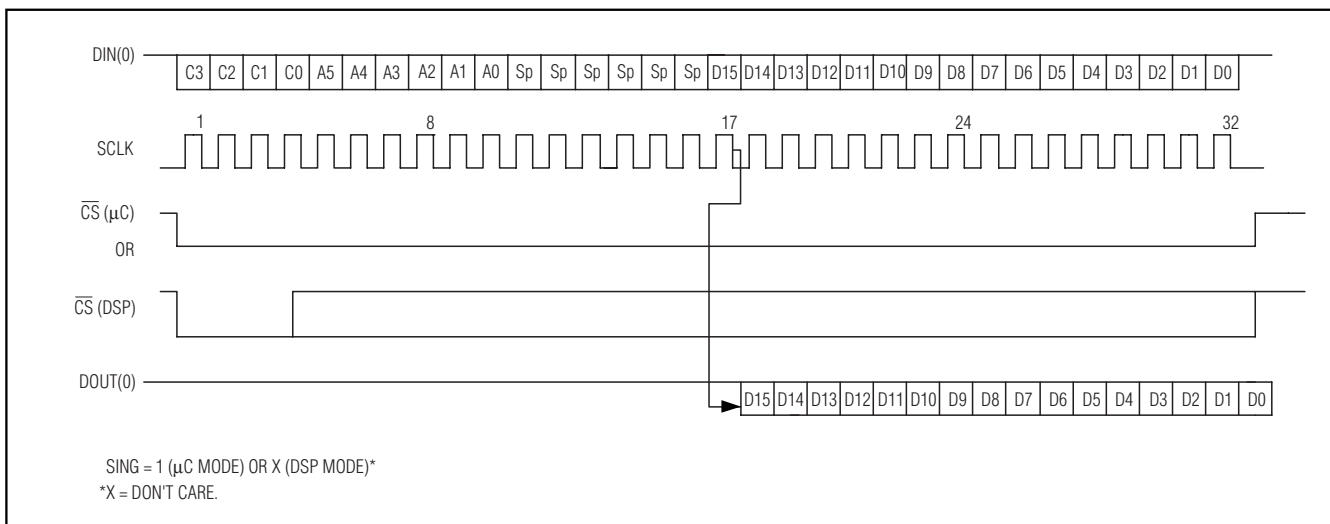 DIN(0)
C3 C2 C1 C0 A5 A4 A3 A2 A1 A0 Sp Sp Sp Sp Sp Sp D15 D14 D13 D12 D11 D10 D9 D8 D7 D6 D5 D4 D3 D2 D1 D0
1 8 17 24 32
SCLK
CS (μC)
OR
CS (DSP)
DOUT(0)
D15 D14 D13 D12 D11 D10 D9 D8 D7 D6 D5 D4 D3 D2 D1 D0
SING = 1 (μC MODE) OR X (DSP MODE)*
*X = DON'T CARE.